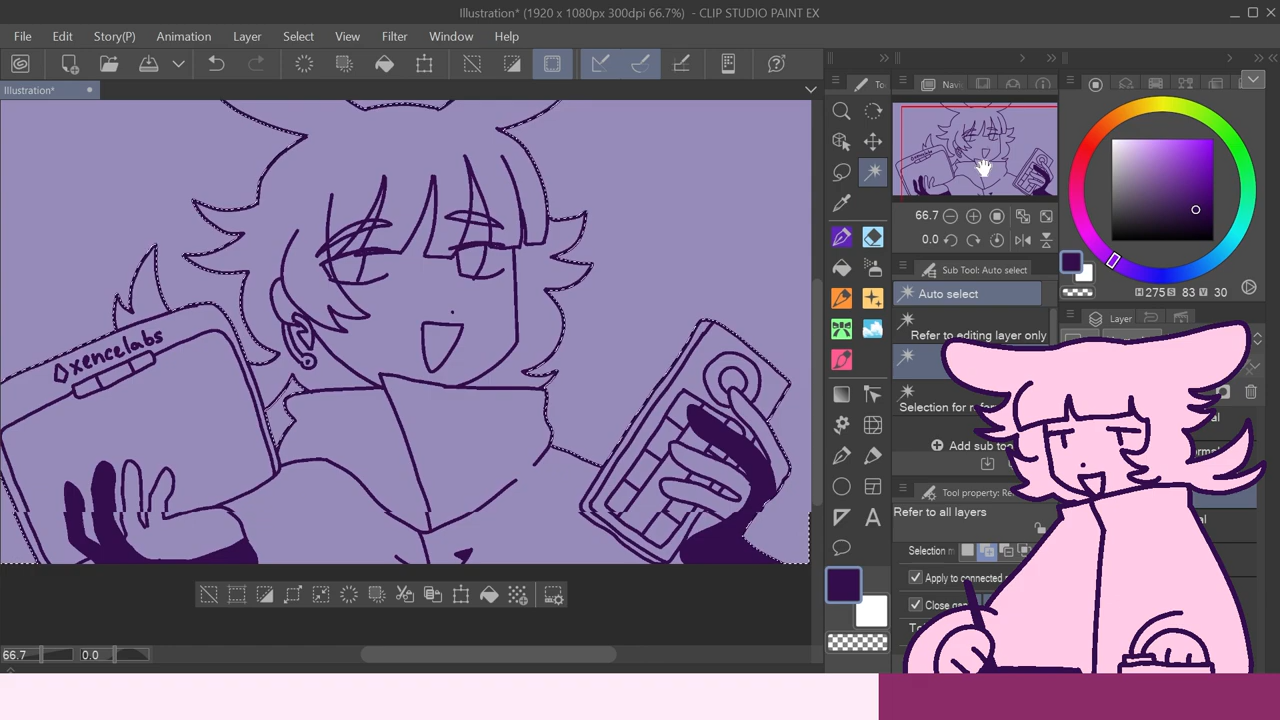 Illustration* (1920 x 1080px 300dpi 66.7%) - CLIP STUDIO PAINT EX
File Edit Story(P) Animation Layer Select View Filter Window Help
Illustration*
Oxencelabs
66.7 0.0
66.7
0.0
Sub Tool: Auto select
Auto select
Refer to editing layer only
Selection for refer
Add sub to
Tool property: Re
Refer to all layers
Selection m
Apply to connected
Close gap
H 275 S 83 V 30
Layer